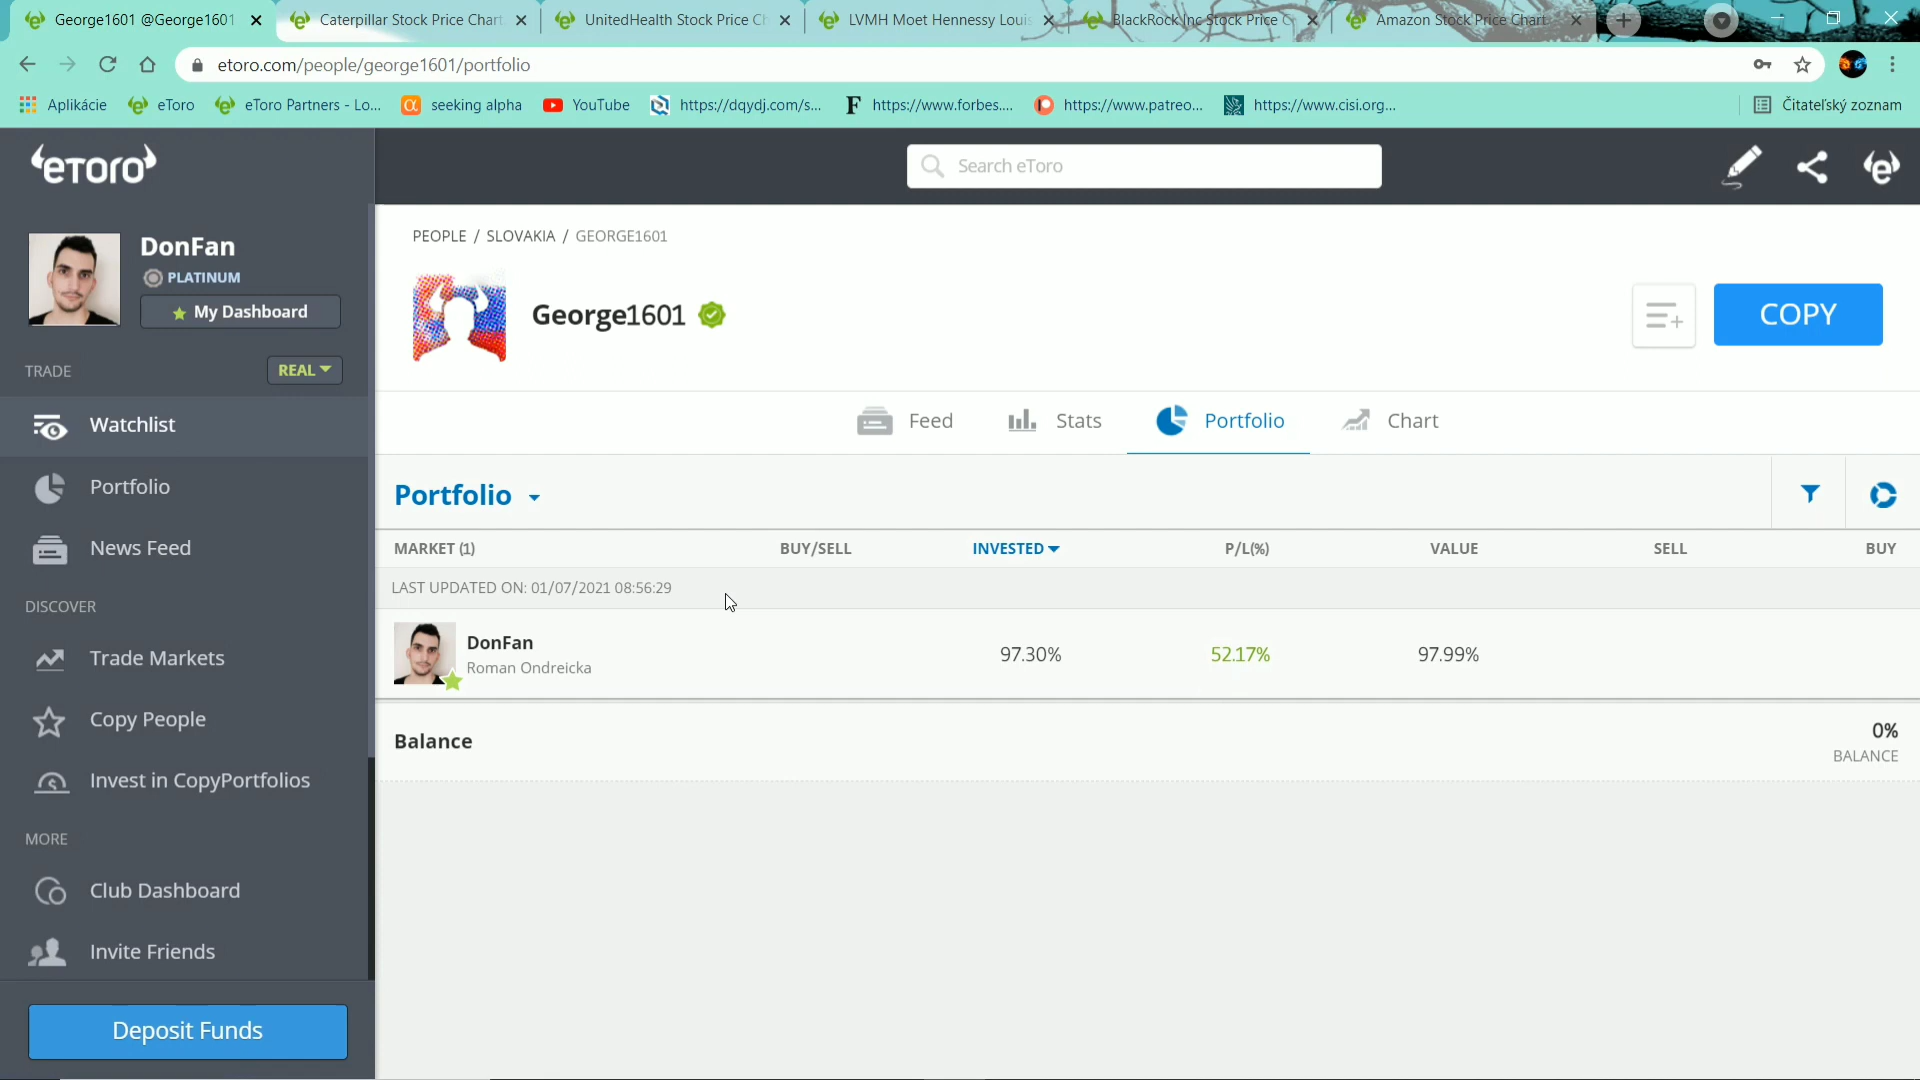 George1601 @George1601
Caterpillar Stock Price Chart
UnitedHealth Stock Price Ch
LVMH Moet Hennessy Louis
BlackRock Inc Stock Price C
Amazon Stock Price Chart
etoro.com/people/george1601/portfolio
Aplikácie
eToro
eToro Partners - Lo...
seeking alpha
YouTube
https://dqydj.com/s...
https://www.forbes....
https://www.patreo...
https://www.cisi.org...
Čitateľský zoznam
eToro
Search eToro
DonFan
PLATINUM
My Dashboard
TRADE
REAL
Watchlist
Portfolio
News Feed
DISCOVER
Trade Markets
Copy People
Invest in CopyPortfolios
MORE
Club Dashboard
Invite Friends
Deposit Funds
PEOPLE / SLOVAKIA / GEORGE1601
George1601
COPY
Feed
Stats
Portfolio
Chart
Portfolio
MARKET (1) BUY/SELL INVESTED P/L(%) VALUE SELL BUY
LAST UPDATED ON: 01/07/2021 08:56:29
DonFan
Roman Ondreicka
97.30% 52.17% 97.99%
Balance
0%
BALANCE